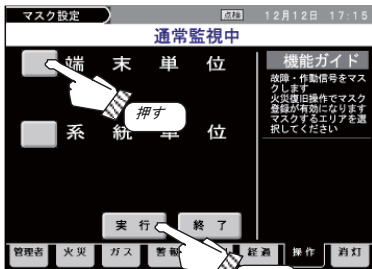 マスク設定
点検
12月12日 17:15
通常監視中
端末単位
機能ガイド
故障・作動信号をマス
クします
火災復旧操作でマスク
登録が有効になります
マスクするエリアを選
択してください
押す
系統単位
実行
終了
管理者
火災
ガス
警報
経過
操作
消灯